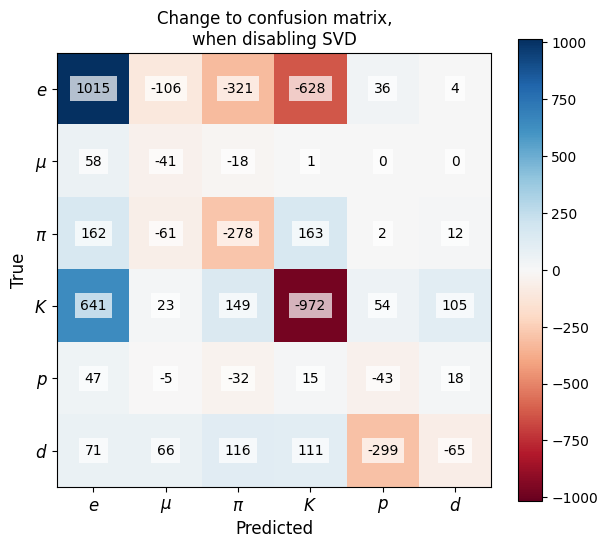 Change to confusion matrix,
when disabling SVD
e 1015 -106 -321 -628 36 4
μ 58 -41 -18 1 0 0
π 162 -61 -278 163 2 12
K 641 23 149 -972 54 105
p 47 -5 -32 15 -43 18
d 71 66 116 111 -299 -65
e μ π K p d
Predicted
True
1000
750
500
250
0
−250
−500
−750
−1000